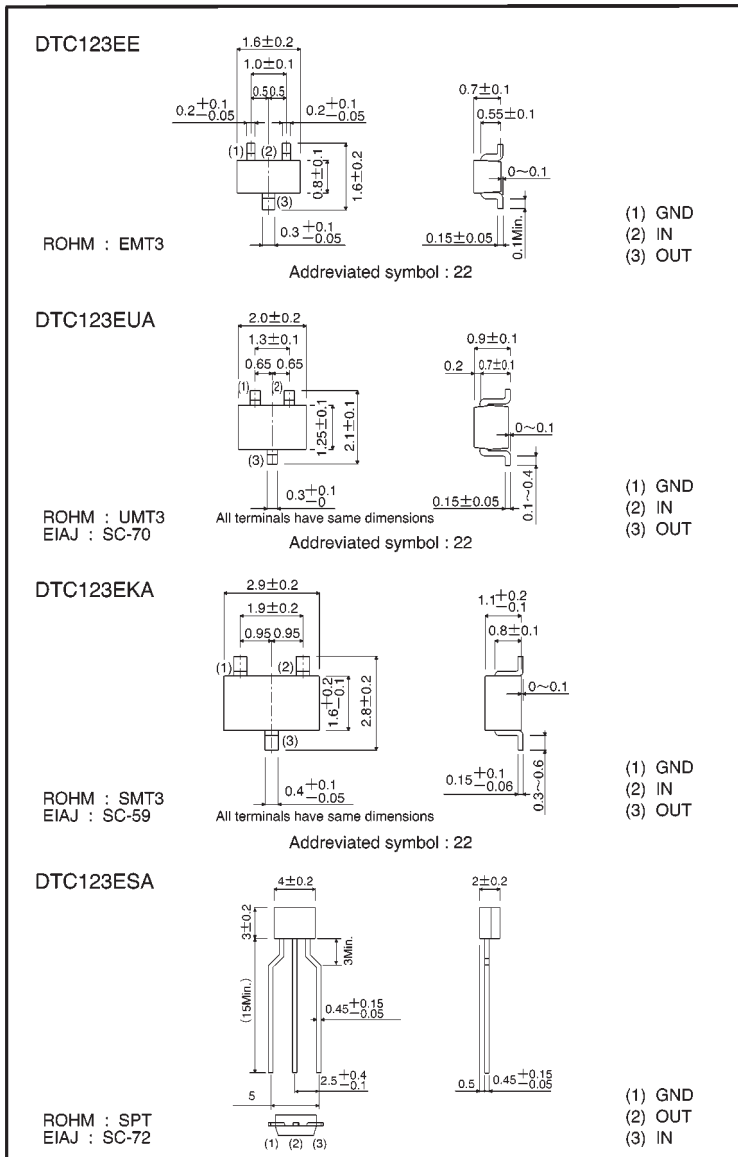 DTC123EE
1.6±0.2
1.0±0.1
0.5 0.5
0.2+0.1−0.05
0.2+0.1−0.05
(1) (2)
(3)
0.8±0.1
1.6±0.2
0.3+0.1−0.05
0.7±0.1
0.55±0.1
0~0.1
0.15±0.05
0.1Min.
ROHM : EMT3
Addreviated symbol : 22
(1) GND
(2) IN
(3) OUT
DTC123EUA
2.0±0.2
1.3±0.1
0.65 0.65
(1) (2)
(3)
1.25±0.1
2.1±0.1
0.3+0.1−0
0.9±0.1
0.2 0.7±0.1
0~0.1
0.15±0.05
0.1~0.4
ROHM : UMT3
EIAJ : SC-70
All terminals have same dimensions
Addreviated symbol : 22
(1) GND
(2) IN
(3) OUT
DTC123EKA
2.9±0.2
1.9±0.2
0.95 0.95
(1) (2)
(3)
1.6+0.2−0.1
2.8±0.2
0.4+0.1−0.05
1.1+0.2−0.1
0.8±0.1
0~0.1
0.15+0.1−0.06
0.3~0.6
ROHM : SMT3
EIAJ : SC-59
All terminals have same dimensions
Addreviated symbol : 22
(1) GND
(2) IN
(3) OUT
DTC123ESA
4±0.2
3±0.2
3Min.
(15Min.)
0.45+0.15−0.05
2.5+0.4−0.1
5
(1) (2) (3)
2±0.2
0.5
0.45+0.15−0.05
ROHM : SPT
EIAJ : SC-72
(1) GND
(2) OUT
(3) IN